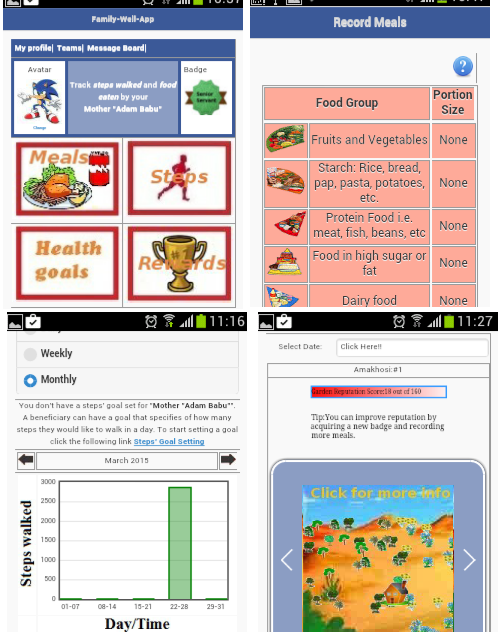 Family-Well-App
My profile| Teams| Message Board|
Avatar
Change
Track steps walked and food
eaten by your
Mother "Adam Babu"
Badge
Meals
Steps
Health
goals
#1
Rewards
Record Meals
?
Food Group
Portion
Size
Fruits and Vegetables
None
Starch: Rice, bread,
pap, pasta, potatoes,
etc.
None
Protein Food i.e.
meat, fish, beans, etc
None
Food in high sugar or
fat
None
Dairy food
None
11:16
Weekly
Monthly
You don't have a steps' goal set for "Mother "Adam Babu"".
A beneficiary can have a goal that specifies of how many
steps they would like to walk in a day. To start setting a goal
click the following link Steps' Goal Setting
March 2015
3000
2500
2000
1500
1000
500
0
Steps walked
01-07 08-14 15-21 22-28 29-31
Day/Time
11:27
Select Date: Click Here!!
Amakhosi:#1
Garden Reputation Score:18 out of 160
Tip:You can improve reputation by
acquiring a new badge and recording
more meals.
Click for more info